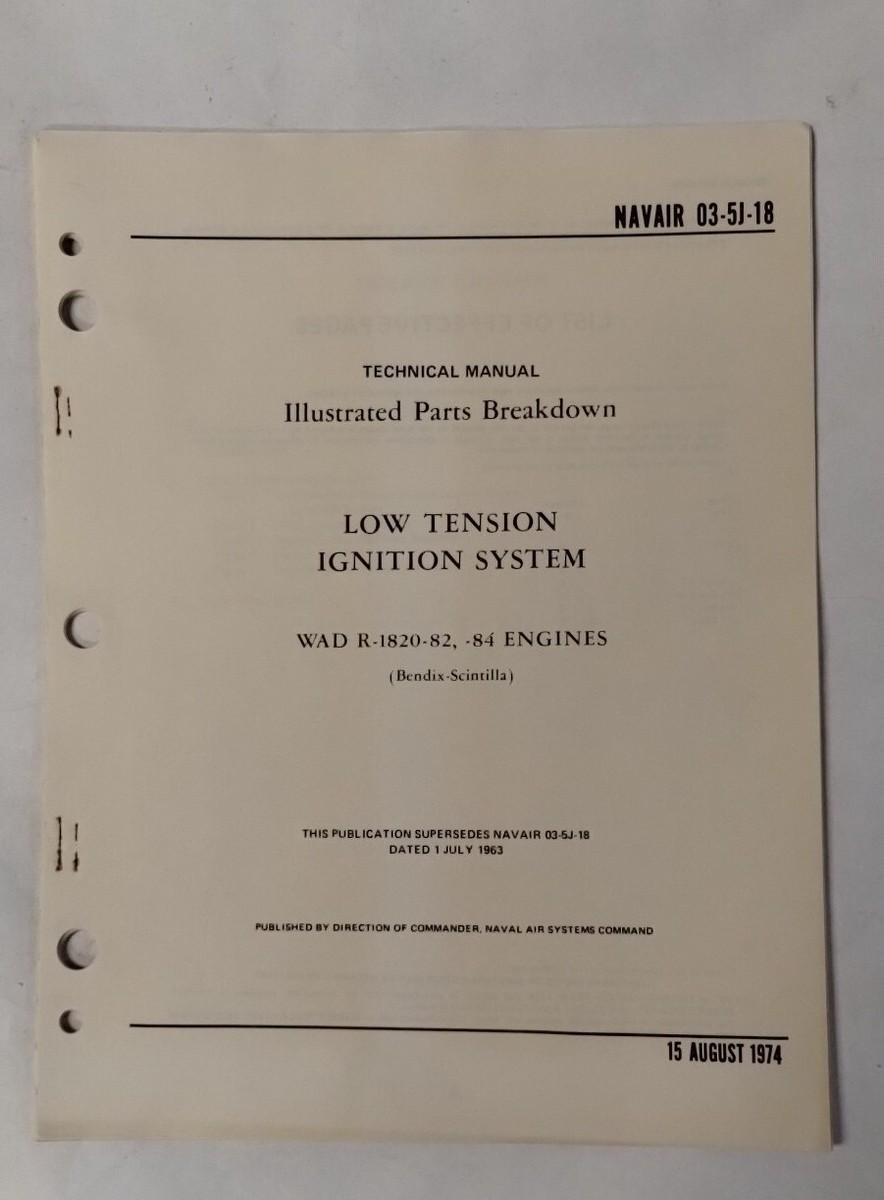 NAVAIR 03-5J-18
TECHNICAL MANUAL
Illustrated Parts Breakdown
LOW TENSION
IGNITION SYSTEM
WAD R-1820-82, -84 ENGINES
(Bendix-Scintilla)
THIS PUBLICATION SUPERSEDES NAVAIR 03-5J-18
DATED 1 JULY 1963
PUBLISHED BY DIRECTION OF COMMANDER, NAVAL AIR SYSTEMS COMMAND
15 AUGUST 1974